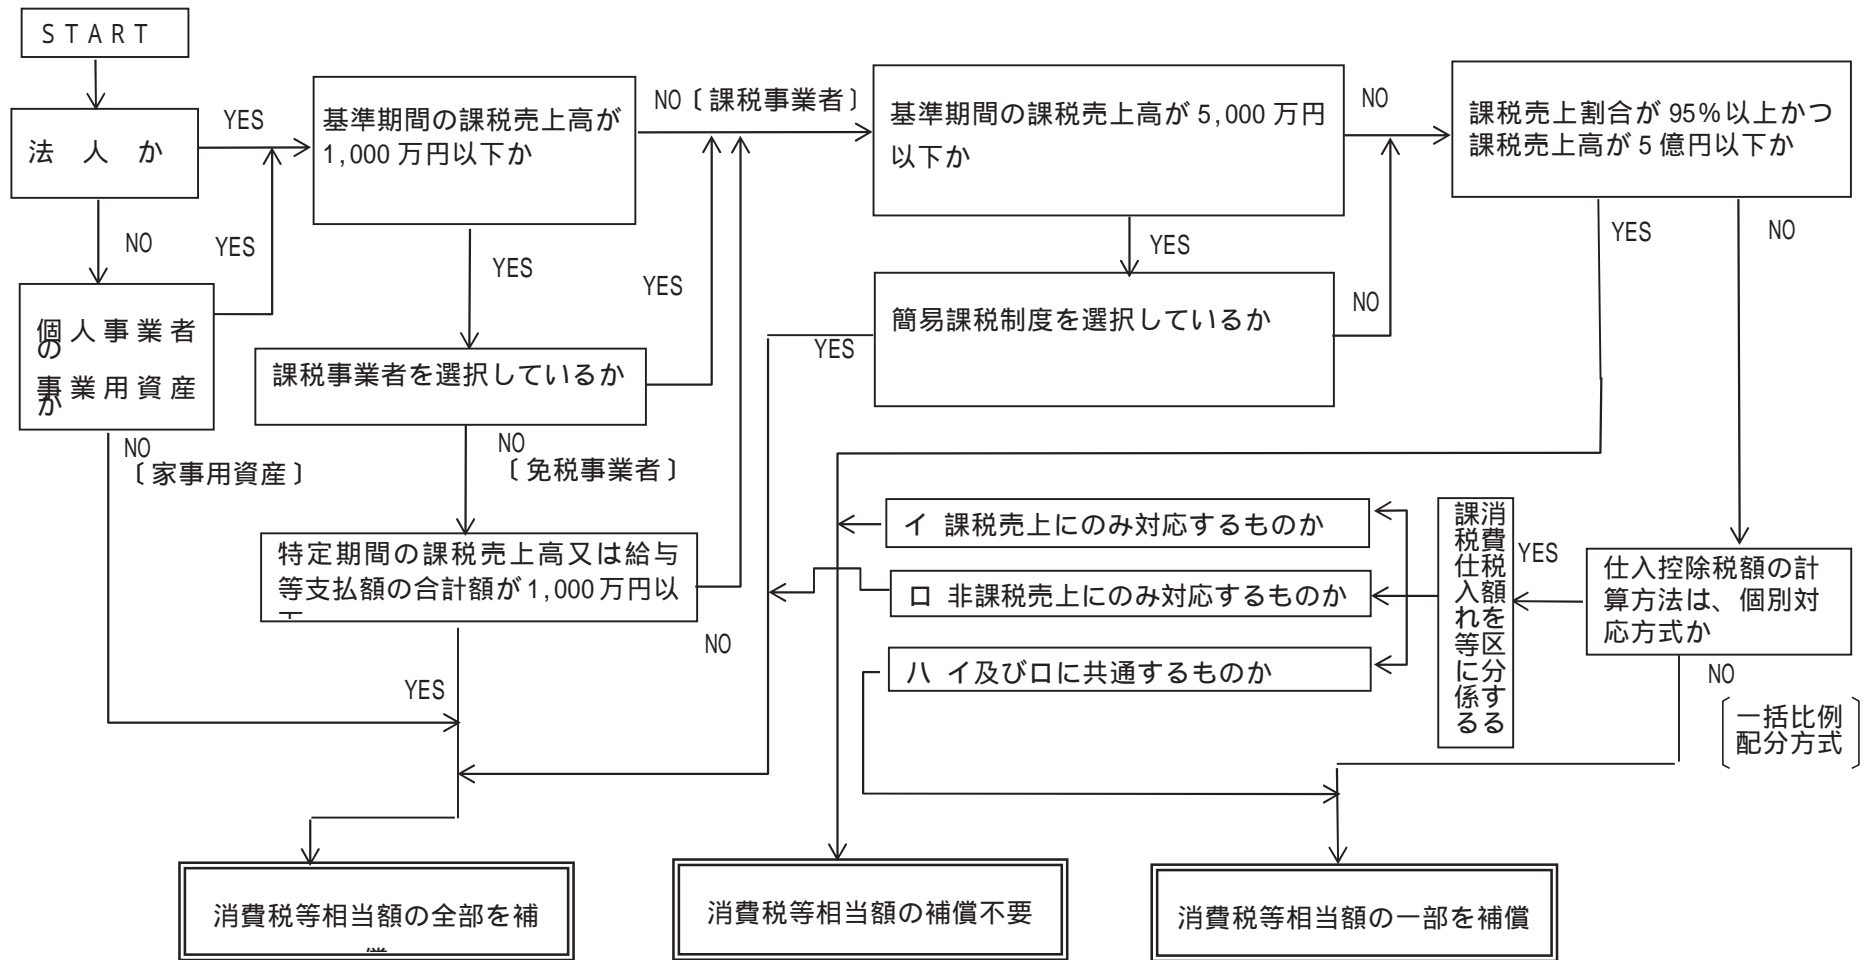 START
法人か
YES
NO
個人事業者
の
事業用資産
か
YES
NO
〔家事用資産〕
基準期間の課税売上高が
1,000万円以下か
YES
NO〔課税事業者〕
課税事業者を選択しているか
YES
NO
〔免税事業者〕
特定期間の課税売上高又は給与
等支払額の合計額が1,000万円以
YES
NO
基準期間の課税売上高が5,000万円
以下か
NO
YES
簡易課税制度を選択しているか
NO
YES
課税売上割合が95%以上かつ
課税売上高が5億円以下か
YES
NO
仕入控除税額の計
算方法は、個別対
応方式か
YES
NO
〔一括比例
配分方式〕
課税仕入れ等に係る
消費税額を区分する
イ 課税売上にのみ対応するものか
ロ 非課税売上にのみ対応するものか
ハ イ及びロに共通するものか
消費税等相当額の全部を補
消費税等相当額の補償不要
消費税等相当額の一部を補償